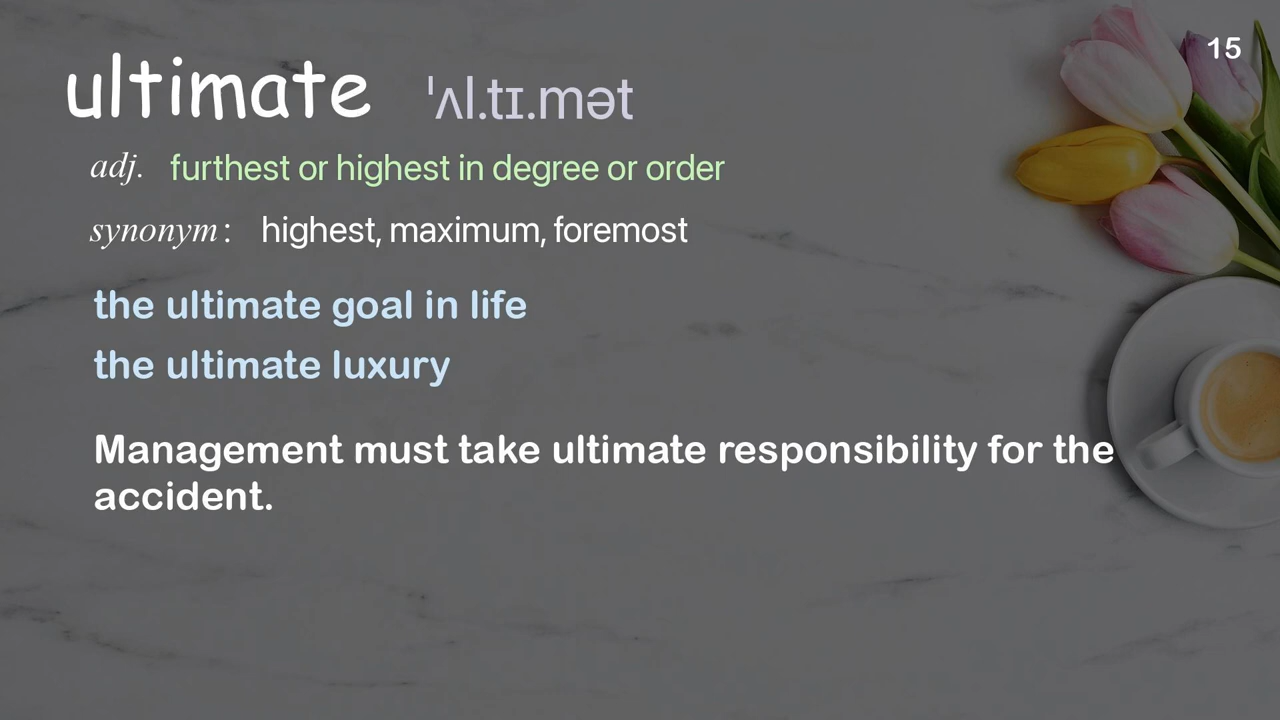 15
ultimate ˈʌl.tɪ.mət
adj. furthest or highest in degree or order
synonym: highest, maximum, foremost
the ultimate goal in life
the ultimate luxury
Management must take ultimate responsibility for the
accident.